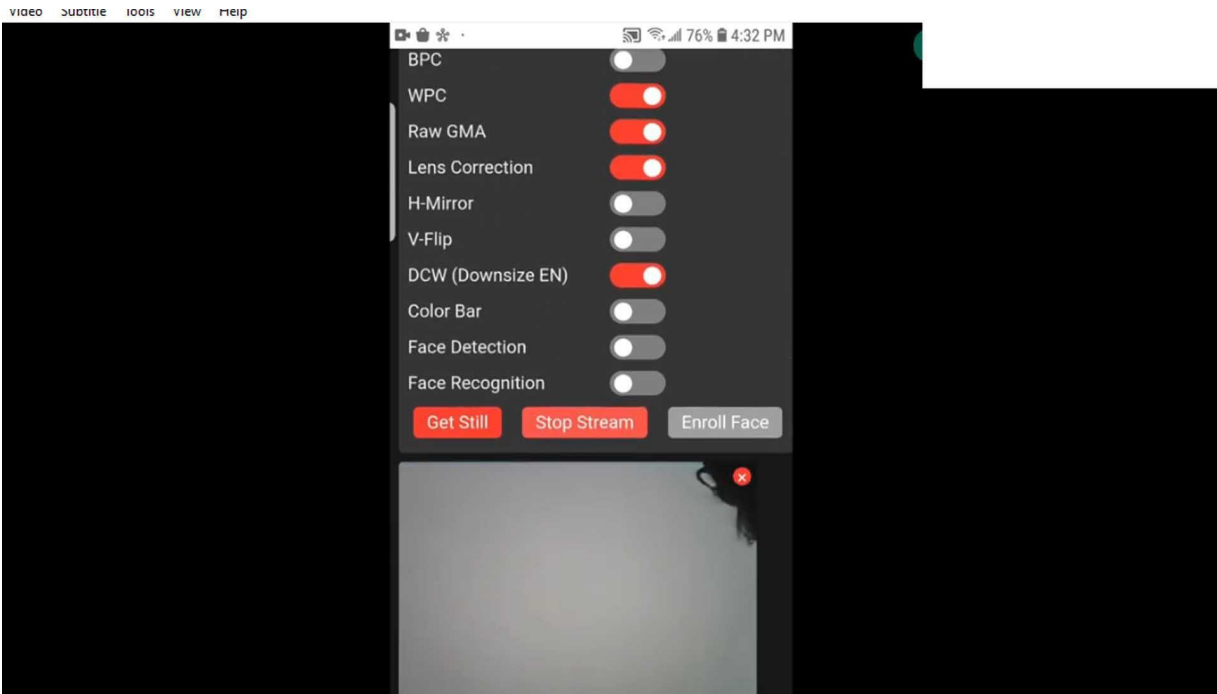 Video Subtitle Tools View Help
76% 4:32 PM
BPC
WPC
Raw GMA
Lens Correction
H-Mirror
V-Flip
DCW (Downsize EN)
Color Bar
Face Detection
Face Recognition
Get Still Stop Stream Enroll Face